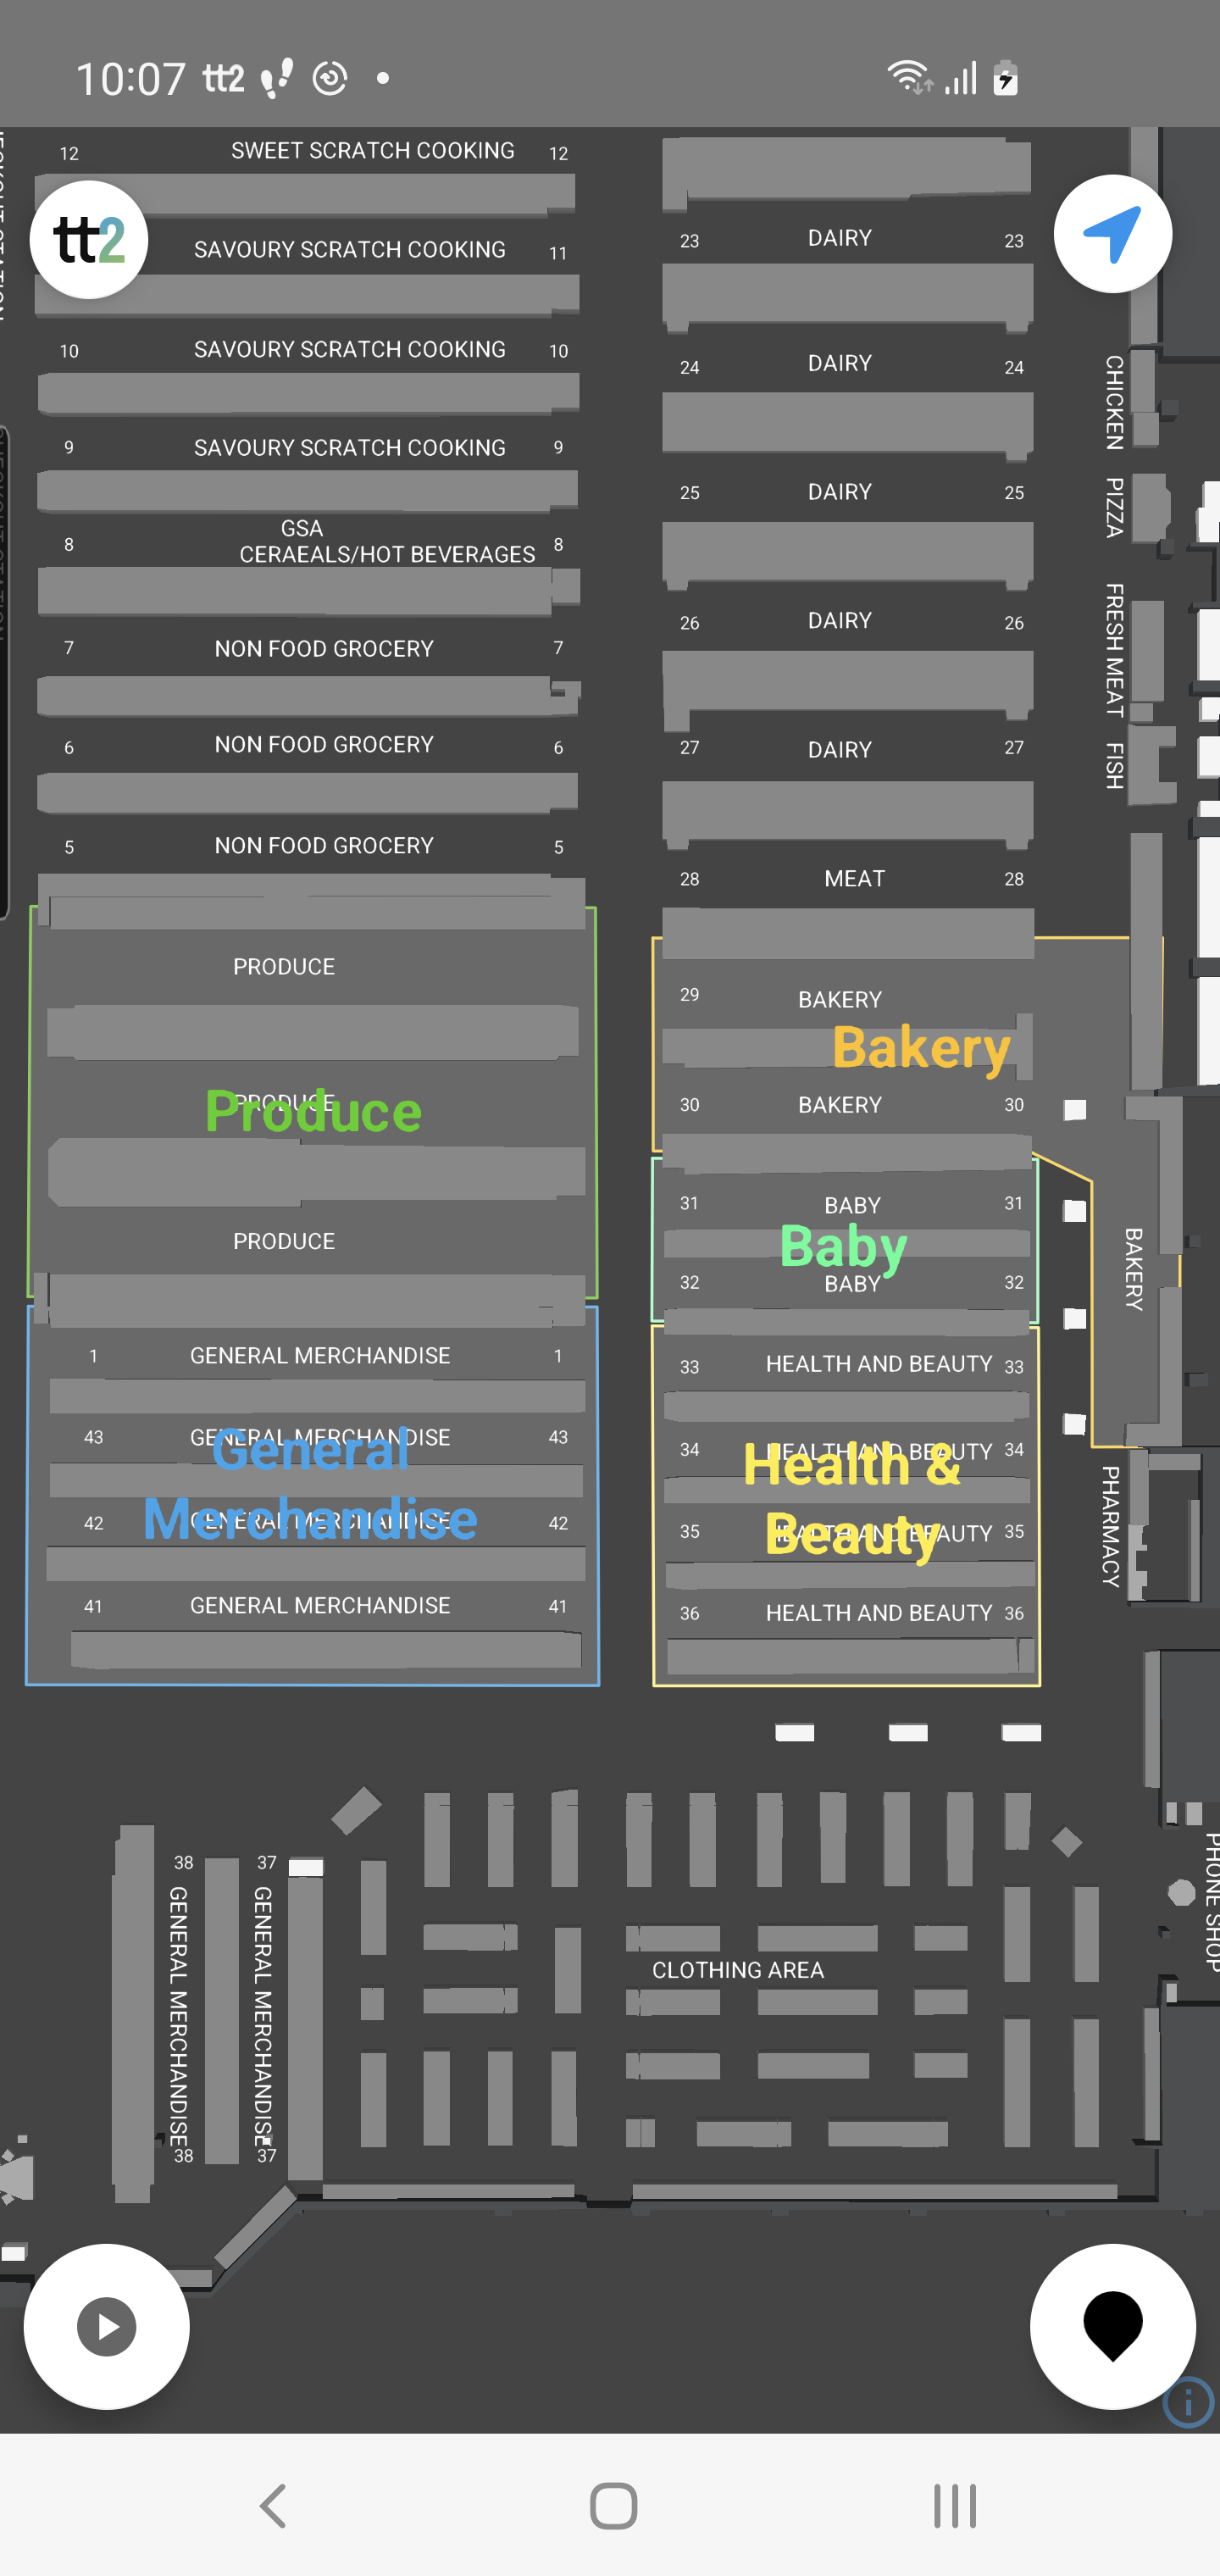 10:07 tt2
12 SWEET SCRATCH COOKING 12
tt2
SAVOURY SCRATCH COOKING 11
10 SAVOURY SCRATCH COOKING 10
9 SAVOURY SCRATCH COOKING 9
GSA
8 CERAEALS/HOT BEVERAGES 8
7 NON FOOD GROCERY 7
6 NON FOOD GROCERY 6
5 NON FOOD GROCERY 5
PRODUCE
PRODUCE
Produce
PRODUCE
1 GENERAL MERCHANDISE 1
43 GENERAL MERCHANDISE 43
General
Merchandise
42 GENERAL MERCHANDISE 42
41 GENERAL MERCHANDISE 41
23 DAIRY 23
24 DAIRY 24
25 DAIRY 25
26 DAIRY 26
27 DAIRY 27
28 MEAT 28
29 BAKERY
Bakery
30 BAKERY 30
31 BABY 31
Baby
32 BABY 32
33 HEALTH AND BEAUTY 33
34 HEALTH AND BEAUTY 34
Health &
Beauty
35 HEALTH AND BEAUTY 35
36 HEALTH AND BEAUTY 36
CHICKEN
PIZZA
FRESH MEAT
FISH
BAKERY
PHARMACY
PHONE SHOP
38 GENERAL MERCHANDISE 38
37 GENERAL MERCHANDISE 37
CLOTHING AREA